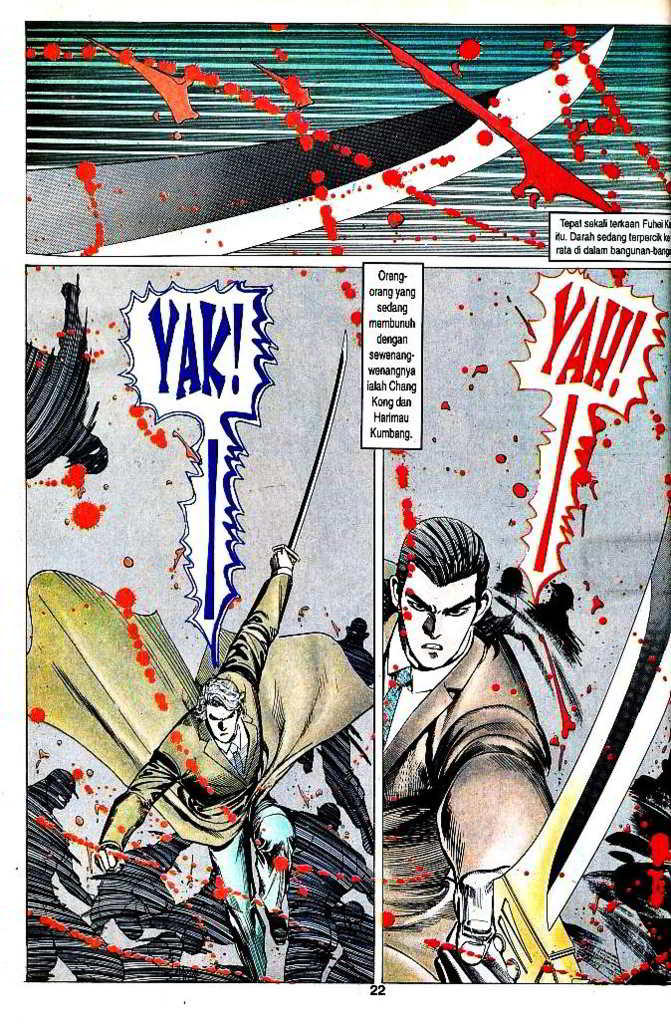 Tepat sekali terkaan Fuhei
itu. Darah sedang terpercik
rata di dalam
YAK!
Orang-
orang yang
sedang
membunuh
dengan
sewenang-
wenangnya
ialah Chang
Kong dan
Harimau
Kumbang.
YAH!
22